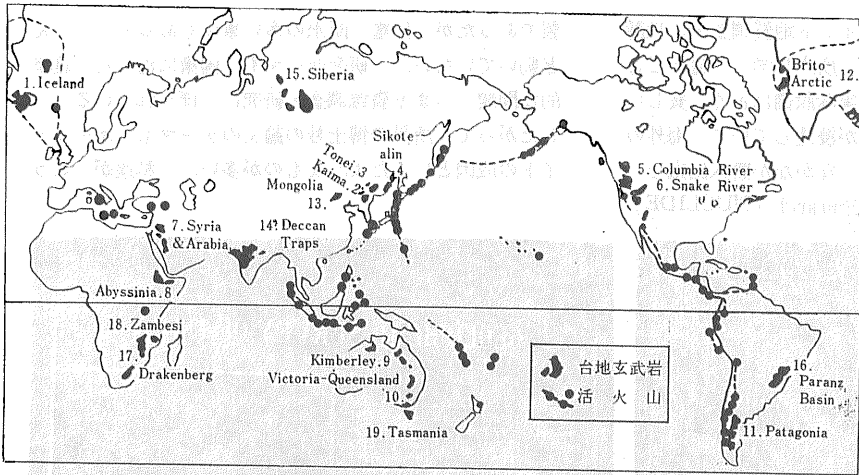 1. Iceland
15. Siberia
Brito-
Arctic
12.
Sikote
alin
4.
Tonei. 3
Kaima. 2
Mongolia
13.
5. Columbia River
6. Snake River
7. Syria
& Arabia
14. Deccan
Traps
Abyssinia. 8
18. Zambesi
17.
Drakenberg
Kimberley. 9
Victoria-Queensland
10.
19. Tasmania
台地玄武岩
活火山
16.
Paranz
Basin
11. Patagonia